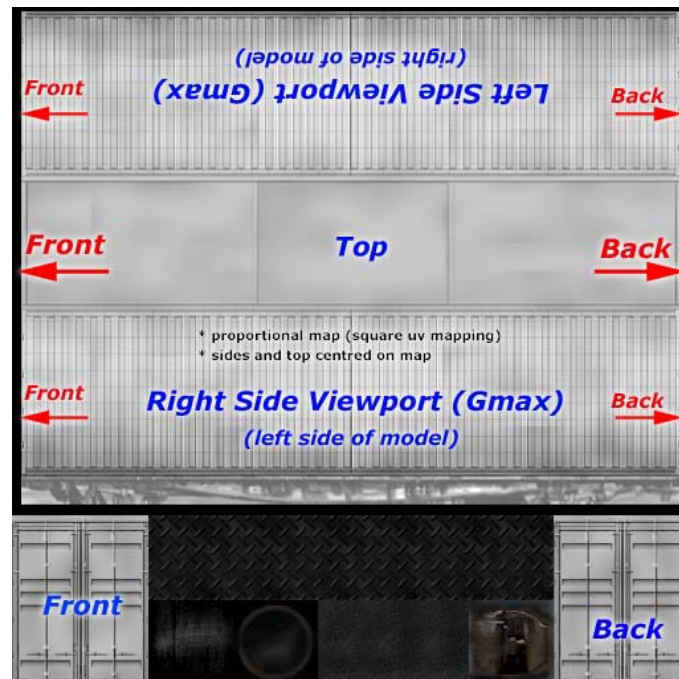 (right side of model)
Left Side Viewport (Gmax)
Front
Back
Front
Top
Back
* proportional map (square uv mapping)
* sides and top centred on map
Front
Right Side Viewport (Gmax)
Back
(left side of model)
Front
Back